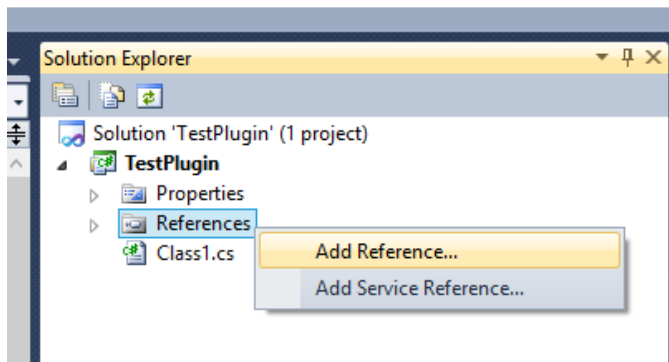 Solution Explorer
Solution 'TestPlugin' (1 project)
TestPlugin
Properties
References
Class1.cs
Add Reference...
Add Service Reference...